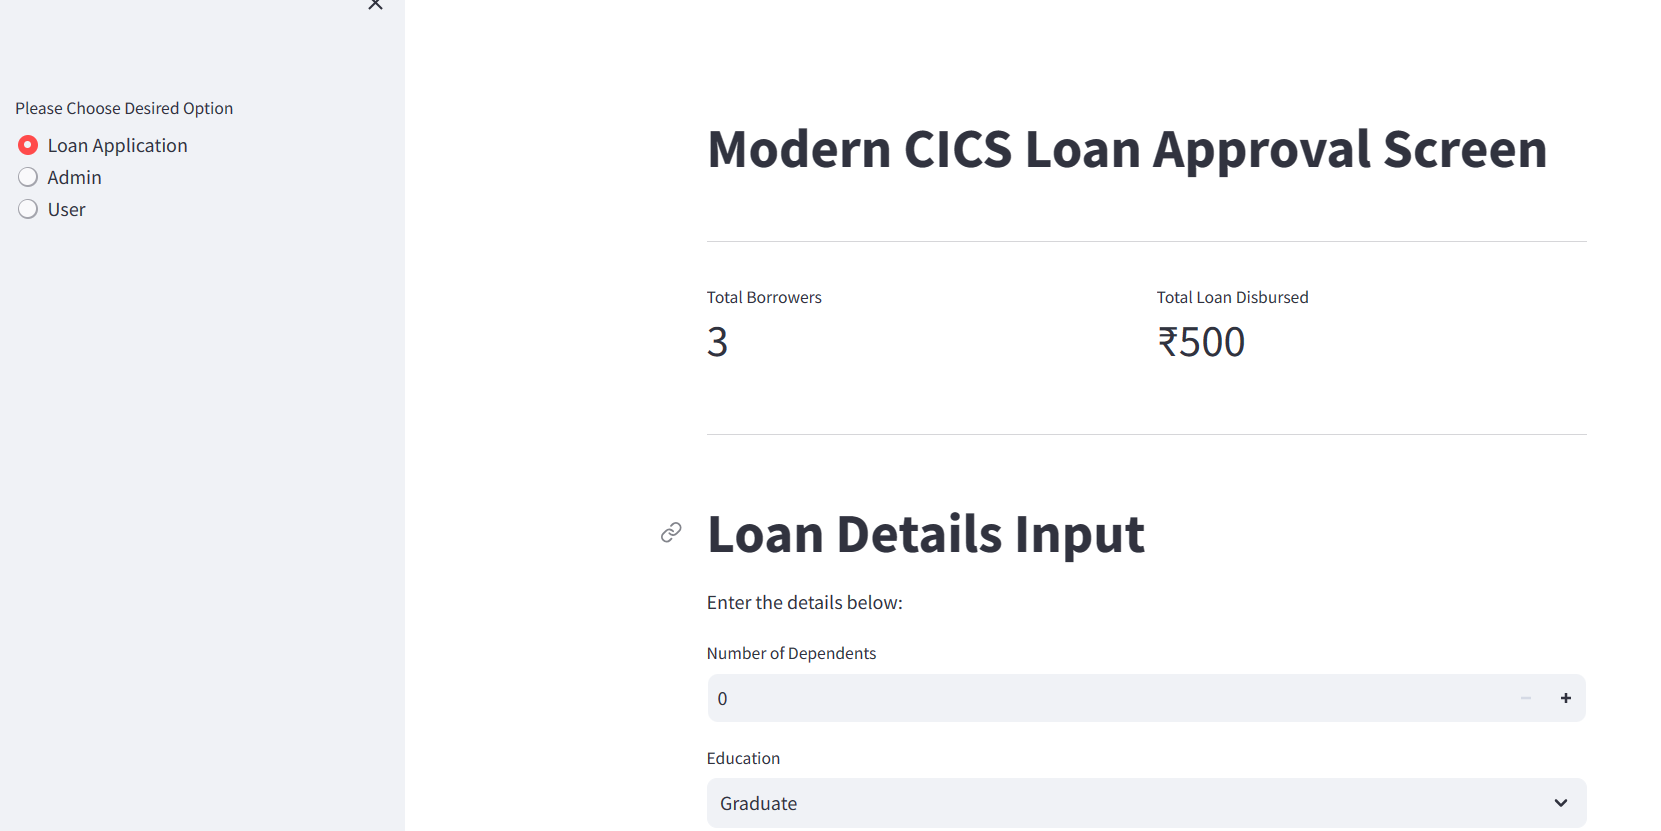 Please Choose Desired Option
Loan Application
Admin
User
Modern CICS Loan Approval Screen
Total Borrowers
3
Total Loan Disbursed
₹500
Loan Details Input
Enter the details below:
Number of Dependents
0
Education
Graduate